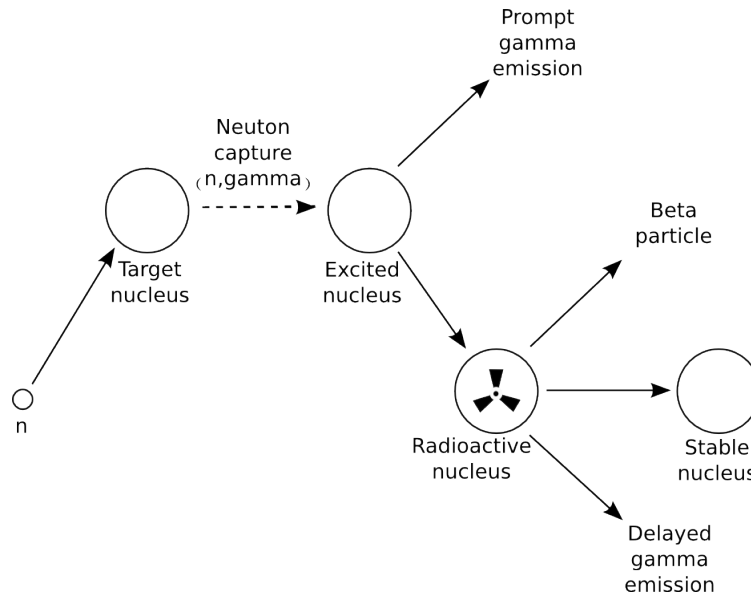 Prompt
gamma
emission
Neuton
capture
(n,gamma)
Target
nucleus
Excited
nucleus
Beta
particle
n
Radioactive
nucleus
Stable
nucleus
Delayed
gamma
emission